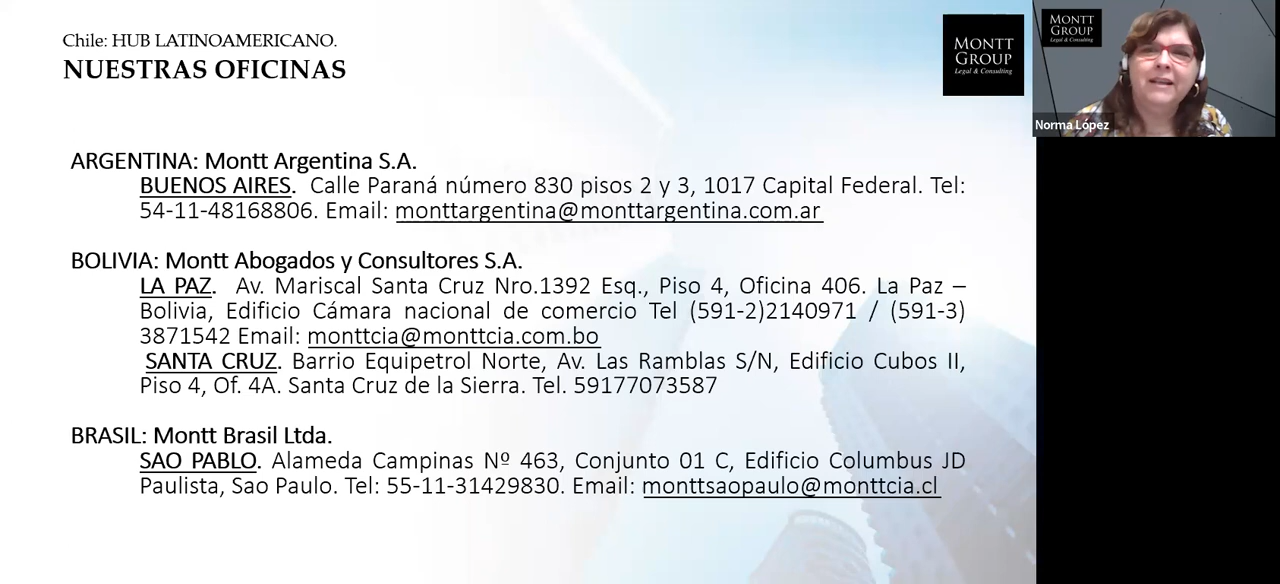 Chile: HUB LATINOAMERICANO.
NUESTRAS OFICINAS
MONTT
GROUP
Legal & Consulting
MONTT
GROUP
Legal & Consulting
Norma López
ARGENTINA: Montt Argentina S.A.
BUENOS AIRES. Calle Paraná número 830 pisos 2 y 3, 1017 Capital Federal. Tel:
54-11-48168806. Email: monttargentina@monttargentina.com.ar
BOLIVIA: Montt Abogados y Consultores S.A.
LA PAZ. Av. Mariscal Santa Cruz Nro.1392 Esq., Piso 4, Oficina 406. La Paz –
Bolivia, Edificio Cámara nacional de comercio Tel (591-2)2140971 / (591-3)
3871542 Email: monttcia@monttcia.com.bo
SANTA CRUZ. Barrio Equipetrol Norte, Av. Las Ramblas S/N, Edificio Cubos II,
Piso 4, Of. 4A. Santa Cruz de la Sierra. Tel. 59177073587
BRASIL: Montt Brasil Ltda.
SAO PABLO. Alameda Campinas Nº 463, Conjunto 01 C, Edificio Columbus JD
Paulista, Sao Paulo. Tel: 55-11-31429830. Email: monttsaopaulo@monttcia.cl